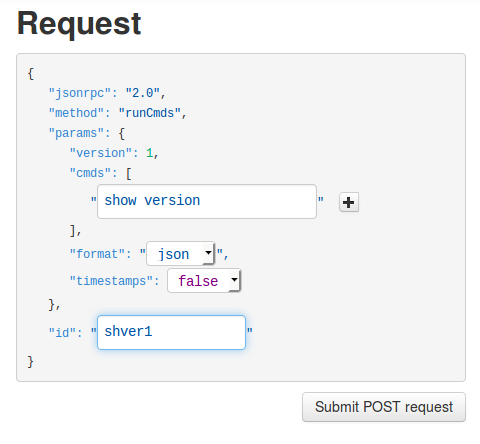 Request
{
"jsonrpc": "2.0",
"method": "runCmds",
"params": {
"version": 1,
"cmds": [
"show version" +
],
"format": "json",
"timestamps": false
},
"id": "shver1"
}
Submit POST request